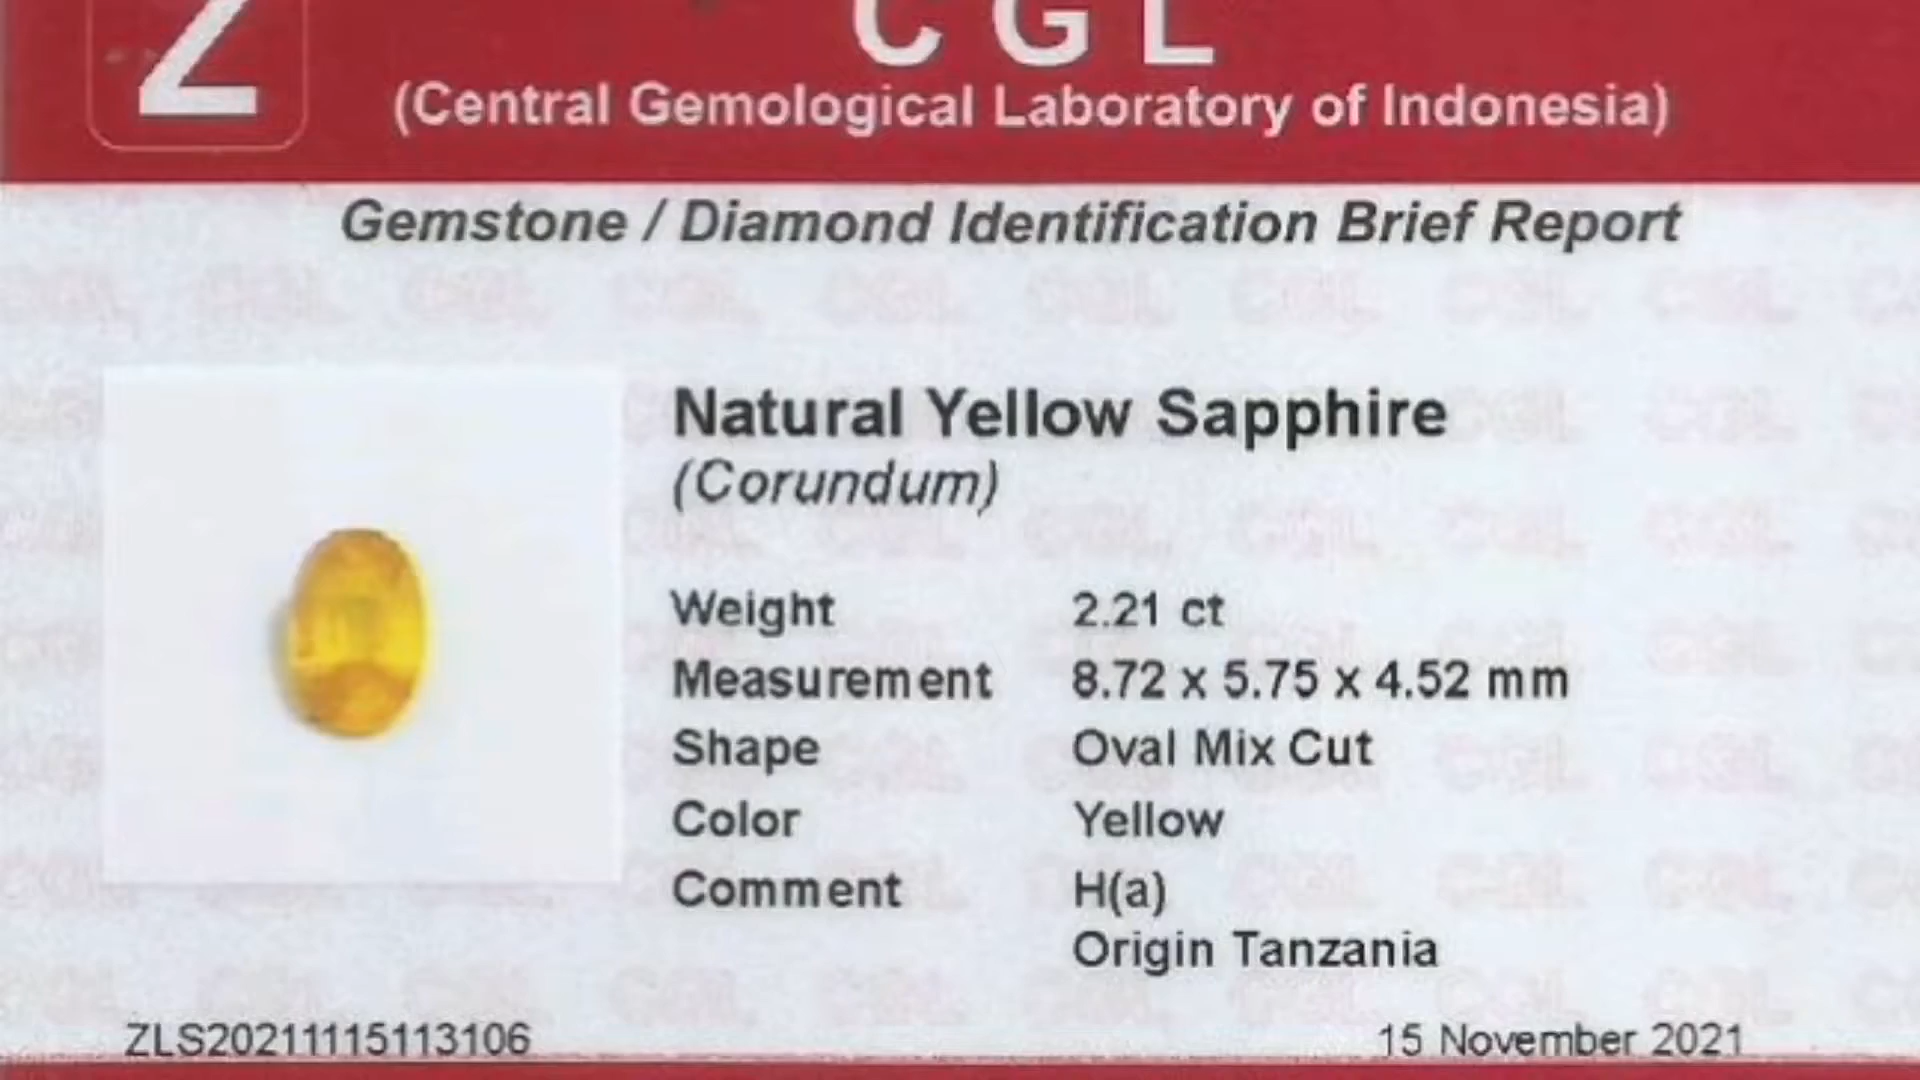 Z
C G L
(Central Gemological Laboratory of Indonesia)
Gemstone / Diamond Identification Brief Report
Natural Yellow Sapphire
(Corundum)
Weight 2.21 ct
Measurement 8.72 x 5.75 x 4.52 mm
Shape Oval Mix Cut
Color Yellow
Comment H(a)
Origin Tanzania
ZLS20211115113106 15 November 2021